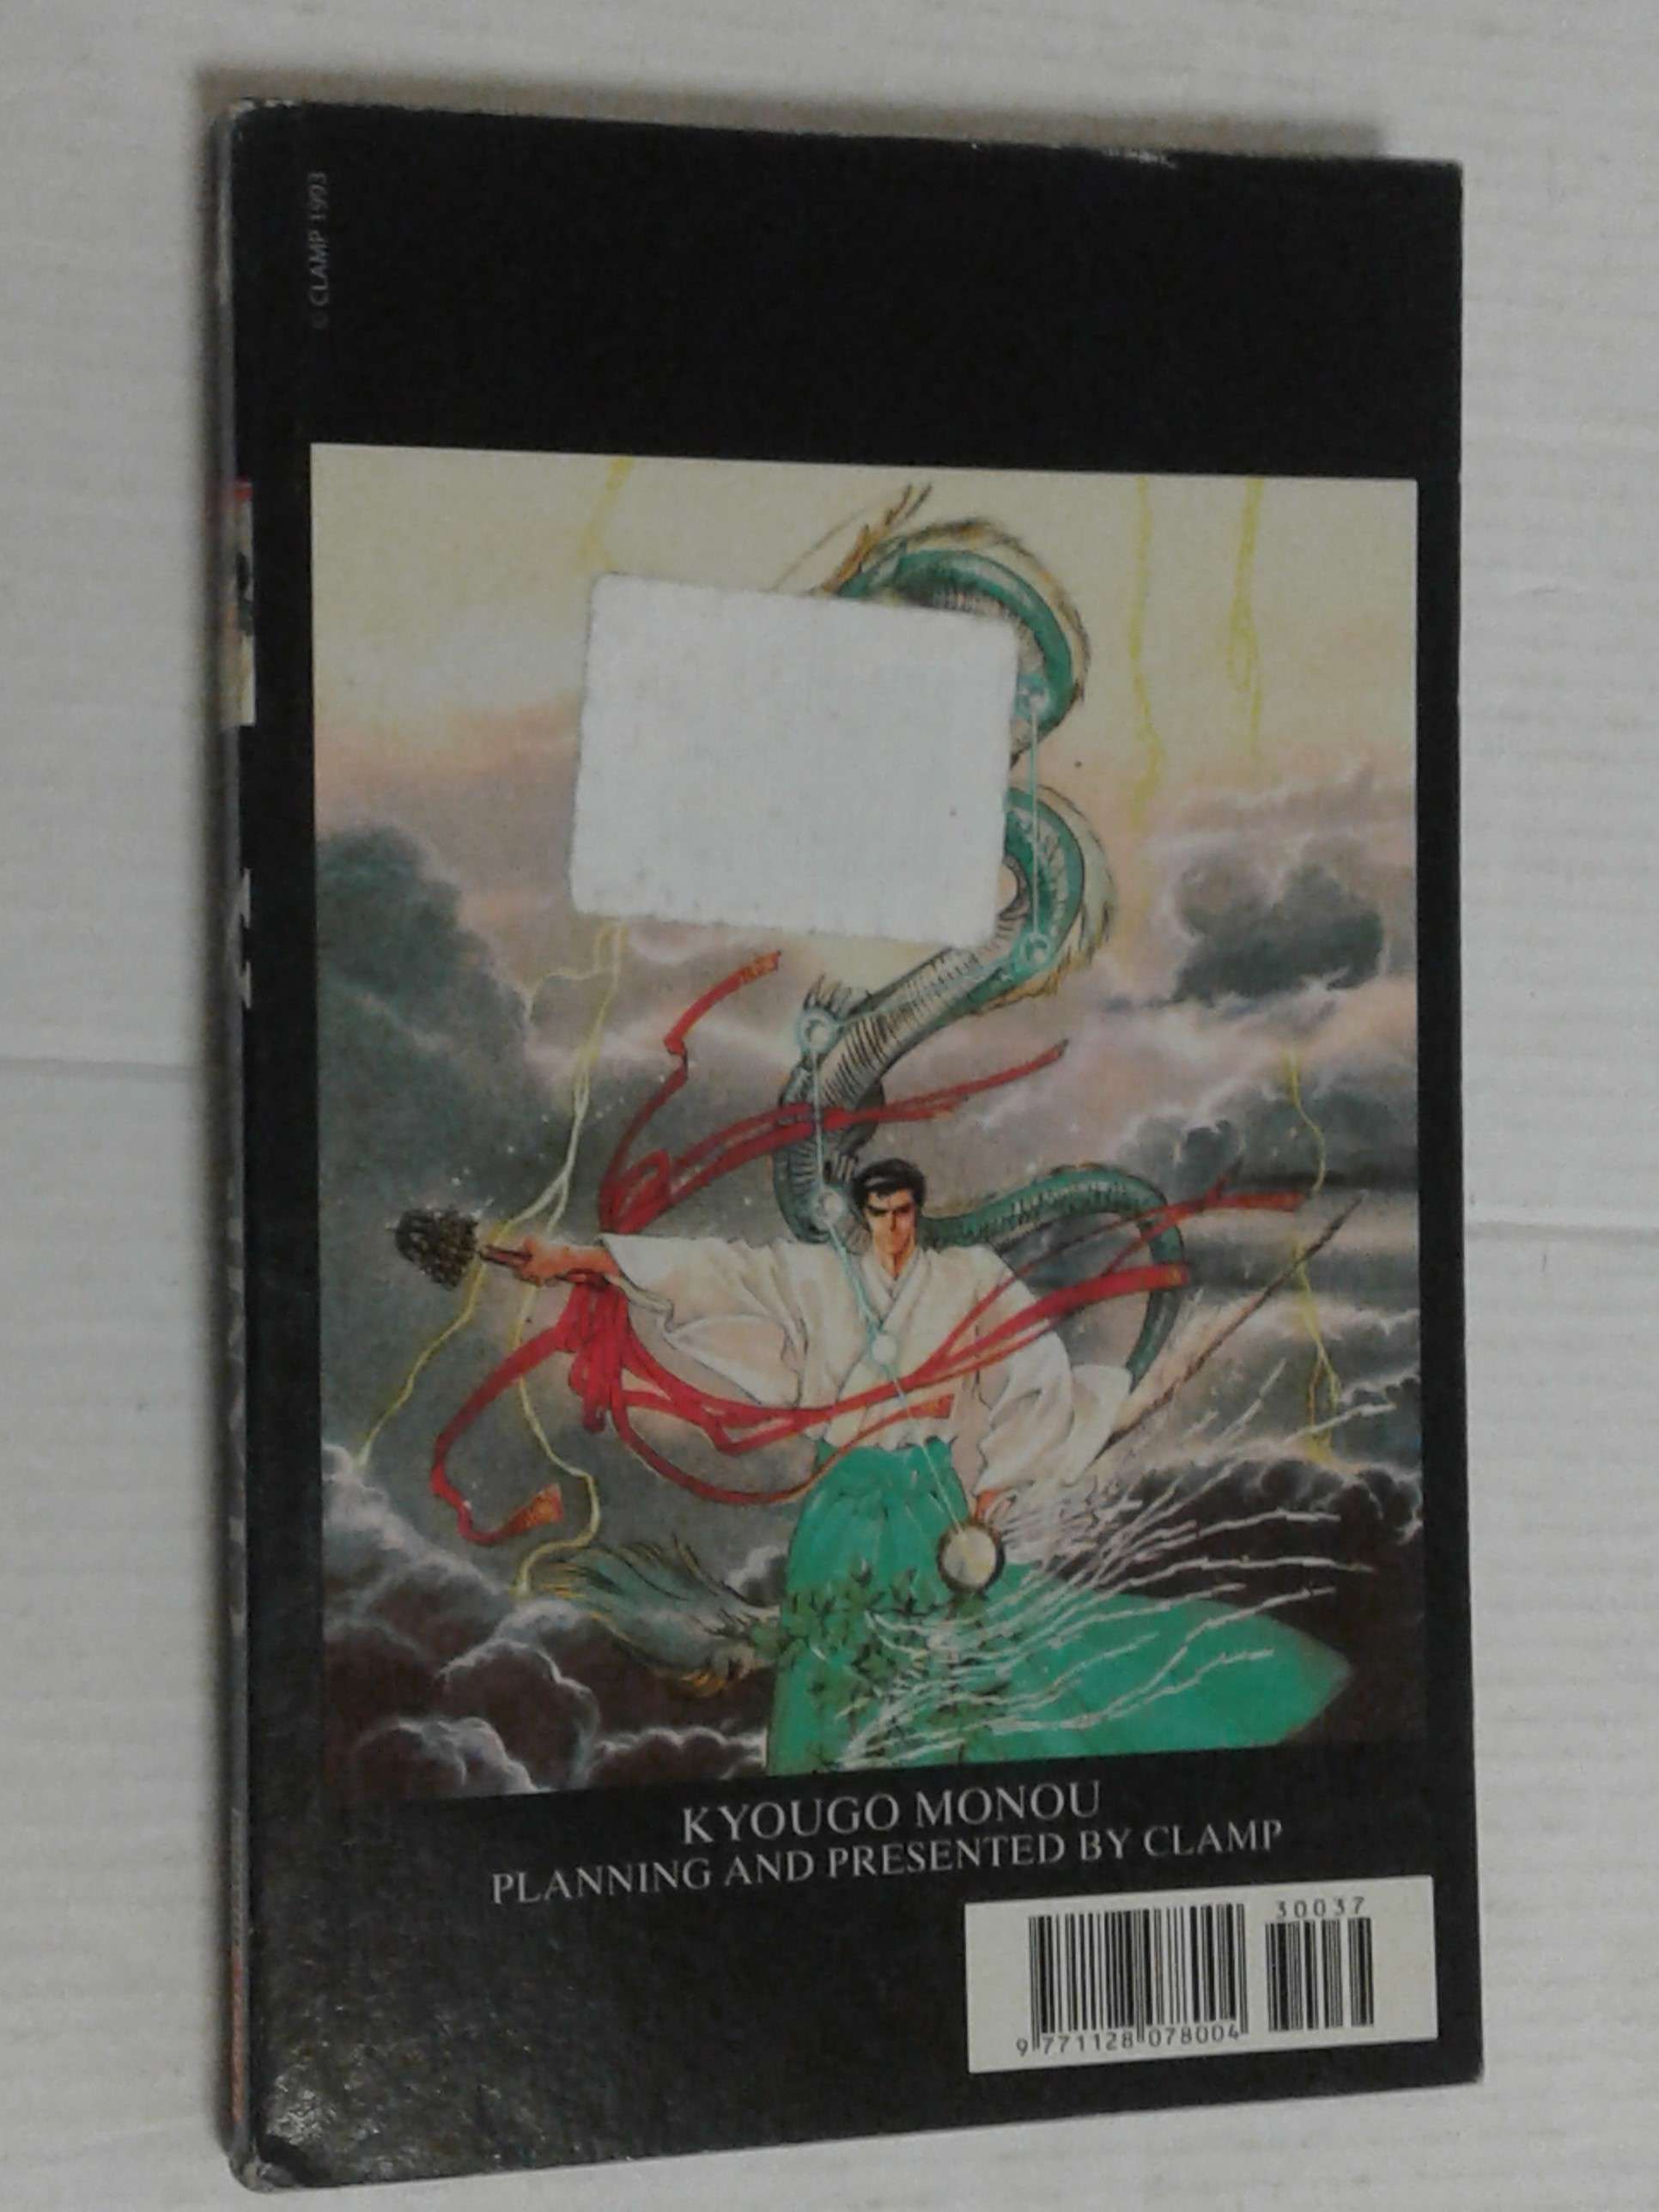 © CLAMP 1993
KYOUGO MONOU
PLANNING AND PRESENTED BY CLAMP
30037
9 771128 078004